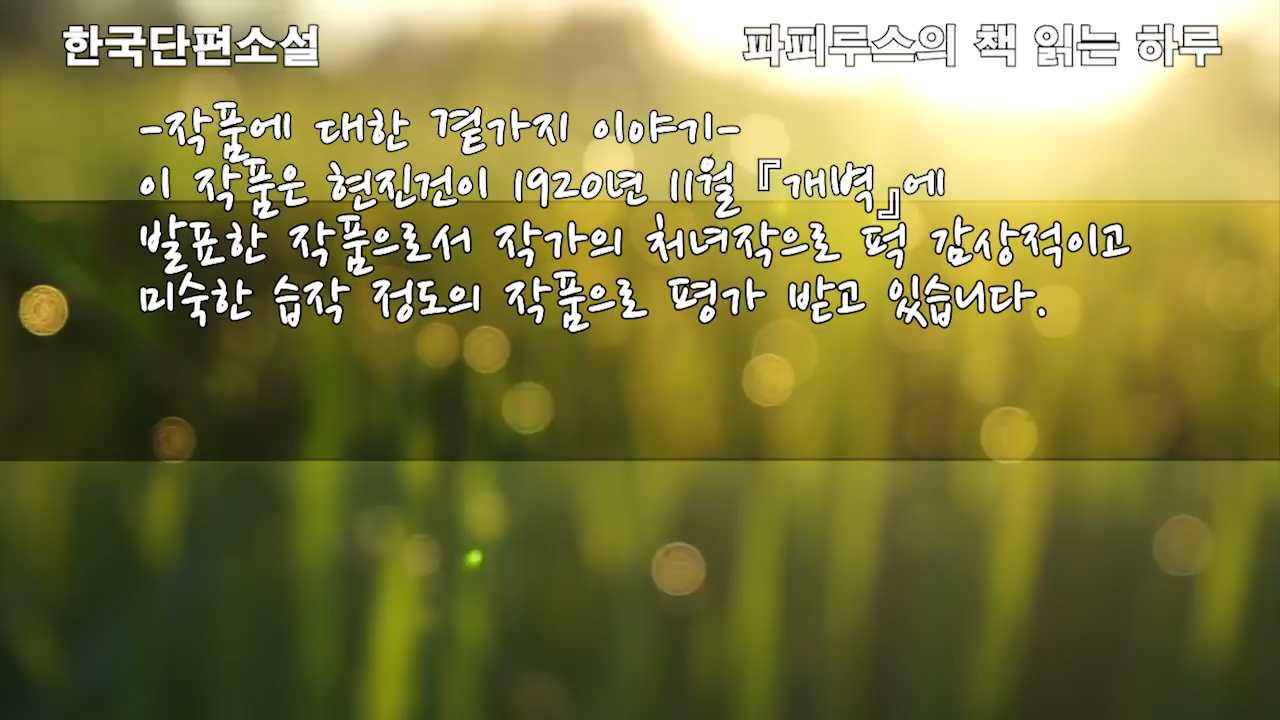 한국단편소설
파피루스의 책 읽는 하루
-작품에 대한 곁가지 이야기-
이 작품은 현진건이 1920년 11월 『개벽』에
발표한 작품으로서 작가의 처녀작으로 퍽 감상적이고
미숙한 습작 정도의 작품으로 평가 받고 있습니다.